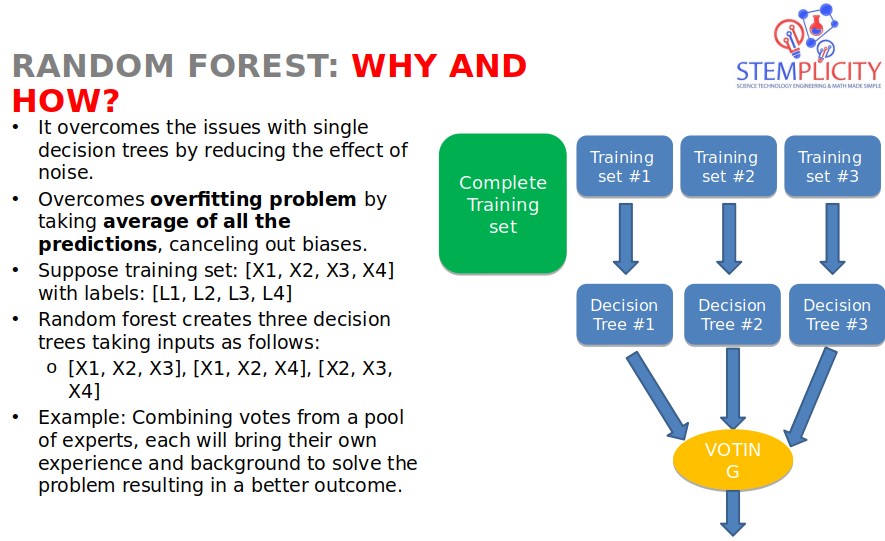 STEMPLICITY
SCIENCE TECHNOLOGY ENGINEERING & MATH MADE SIMPLE
RANDOM FOREST: WHY AND
HOW?
• It overcomes the issues with single
decision trees by reducing the effect of
noise.
• Overcomes overfitting problem by
taking average of all the
predictions, canceling out biases.
• Suppose training set: [X1, X2, X3, X4]
with labels: [L1, L2, L3, L4]
• Random forest creates three decision
trees taking inputs as follows:
o [X1, X2, X3], [X1, X2, X4], [X2, X3,
X4]
• Example: Combining votes from a pool
of experts, each will bring their own
experience and background to solve the
problem resulting in a better outcome.
Complete
Training
set
Training
set #1
Training
set #2
Training
set #3
Decision
Tree #1
Decision
Tree #2
Decision
Tree #3
VOTIN
G